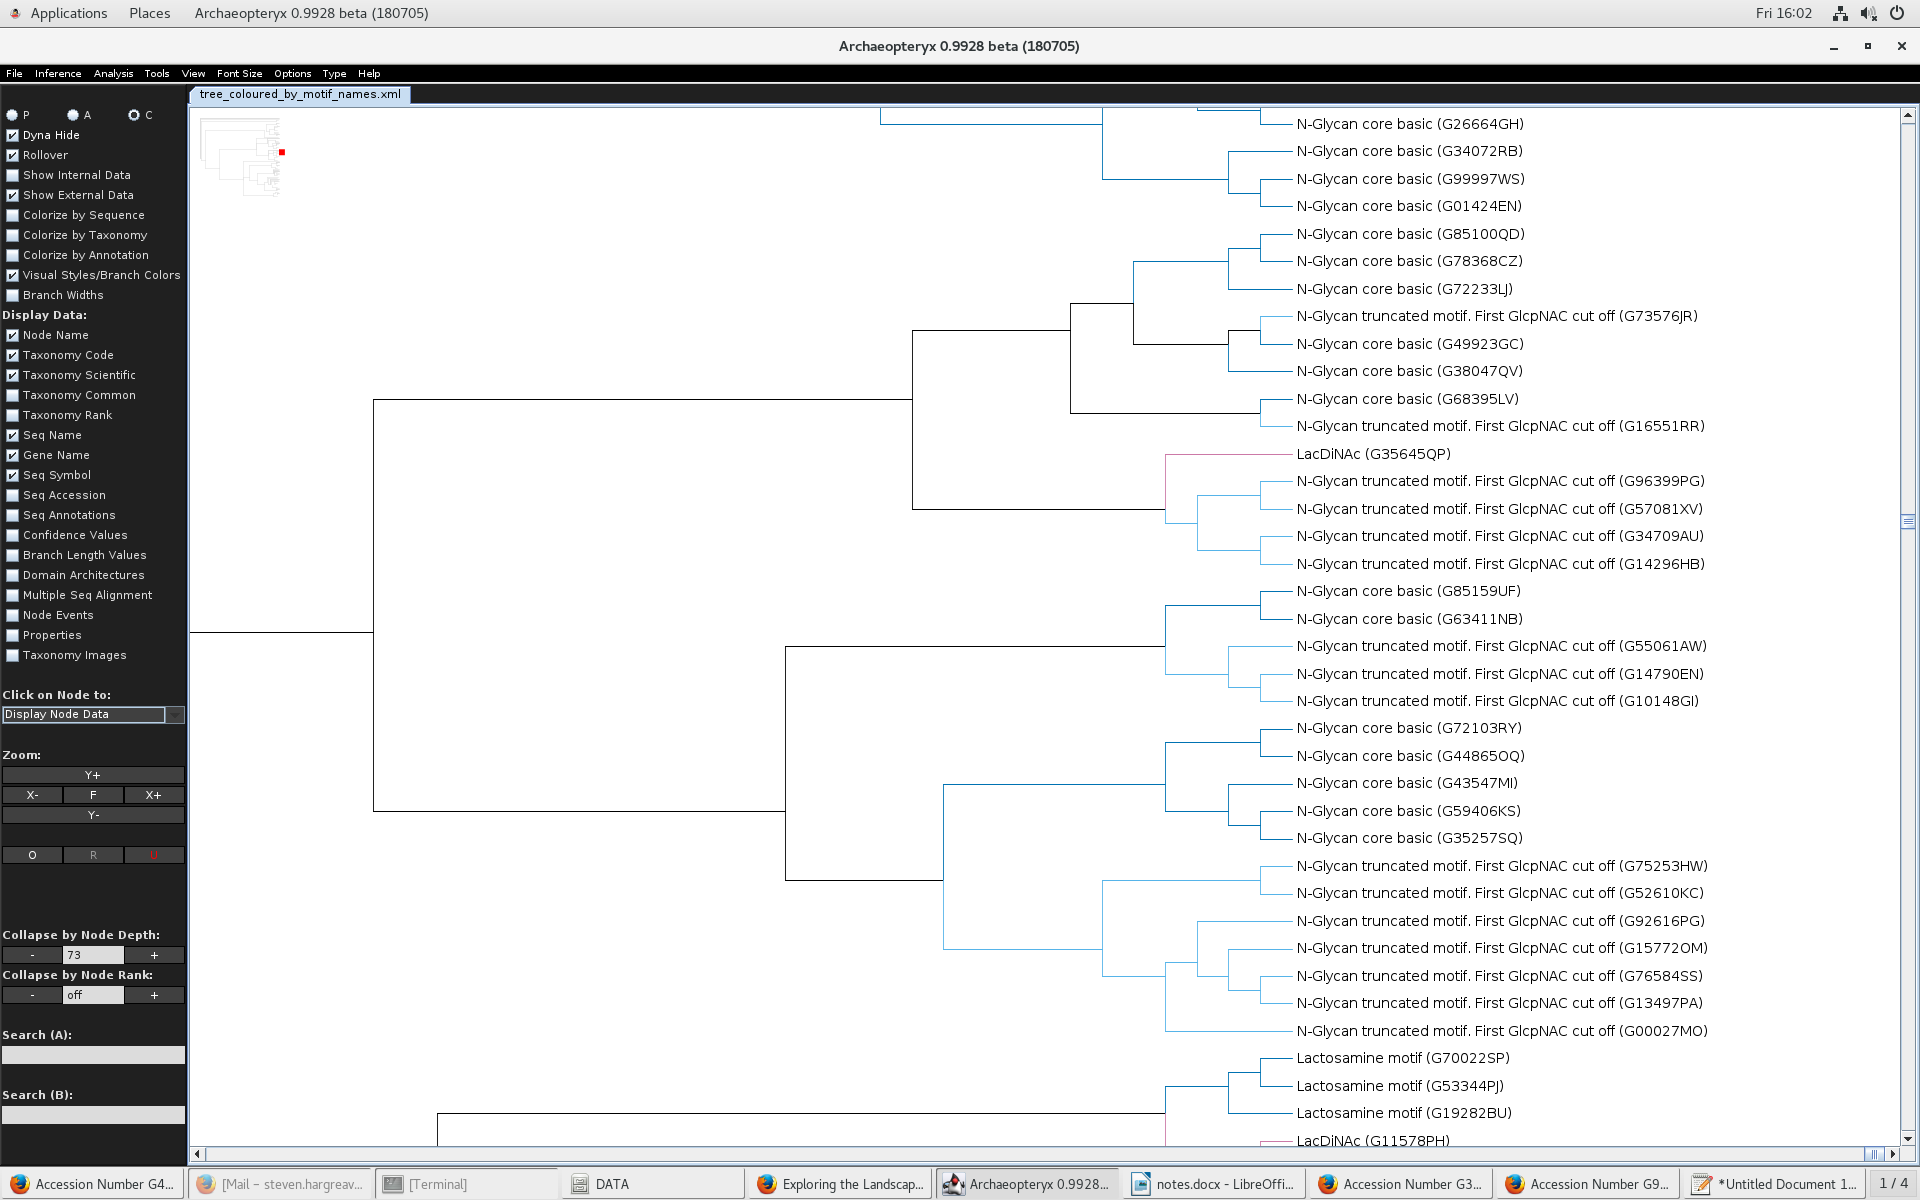 Applications Places Archaeopteryx 0.9928 beta (180705) Fri 16:02
Archaeopteryx 0.9928 beta (180705)
File Inference Analysis Tools View Font Size Options Type Help
tree_coloured_by_motif_names.xml
P A C
Dyna Hide
Rollover
Show Internal Data
Show External Data
Colorize by Sequence
Colorize by Taxonomy
Colorize by Annotation
Visual Styles/Branch Colors
Branch Widths
Display Data:
Node Name
Taxonomy Code
Taxonomy Scientific
Taxonomy Common
Taxonomy Rank
Seq Name
Gene Name
Seq Symbol
Seq Accession
Seq Annotations
Confidence Values
Branch Length Values
Domain Architectures
Multiple Seq Alignment
Node Events
Properties
Taxonomy Images
Click on Node to:
Display Node Data
Zoom:
Y+
X- F X+
Y-
O R U
Collapse by Node Depth:
- 73 +
Collapse by Node Rank:
- off +
Search (A):
Search (B):
N-Glycan core basic (G26664GH)
N-Glycan core basic (G34072RB)
N-Glycan core basic (G99997WS)
N-Glycan core basic (G01424EN)
N-Glycan core basic (G85100QD)
N-Glycan core basic (G78368CZ)
N-Glycan core basic (G72233LJ)
N-Glycan truncated motif. First GlcpNAC cut off (G73576JR)
N-Glycan core basic (G49923GC)
N-Glycan core basic (G38047QV)
N-Glycan core basic (G68395LV)
N-Glycan truncated motif. First GlcpNAC cut off (G16551RR)
LacDiNAc (G35645QP)
N-Glycan truncated motif. First GlcpNAC cut off (G96399PG)
N-Glycan truncated motif. First GlcpNAC cut off (G57081XV)
N-Glycan truncated motif. First GlcpNAC cut off (G34709AU)
N-Glycan truncated motif. First GlcpNAC cut off (G14296HB)
N-Glycan core basic (G85159UF)
N-Glycan core basic (G63411NB)
N-Glycan truncated motif. First GlcpNAC cut off (G55061AW)
N-Glycan truncated motif. First GlcpNAC cut off (G14790EN)
N-Glycan truncated motif. First GlcpNAC cut off (G10148GI)
N-Glycan core basic (G72103RY)
N-Glycan core basic (G44865OQ)
N-Glycan core basic (G43547MI)
N-Glycan core basic (G59406KS)
N-Glycan core basic (G35257SQ)
N-Glycan truncated motif. First GlcpNAC cut off (G75253HW)
N-Glycan truncated motif. First GlcpNAC cut off (G52610KC)
N-Glycan truncated motif. First GlcpNAC cut off (G92616PG)
N-Glycan truncated motif. First GlcpNAC cut off (G15772OM)
N-Glycan truncated motif. First GlcpNAC cut off (G76584SS)
N-Glycan truncated motif. First GlcpNAC cut off (G13497PA)
N-Glycan truncated motif. First GlcpNAC cut off (G00027MO)
Lactosamine motif (G70022SP)
Lactosamine motif (G53344PJ)
Lactosamine motif (G19282BU)
LacDiNAc (G11578PH)
Accession Number G4... [Mail – steven.hargreav... [Terminal] DATA Exploring the Landscap... Archaeopteryx 0.9928... notes.docx - LibreOffi... Accession Number G3... Accession Number G9... *Untitled Document 1... 1 / 4